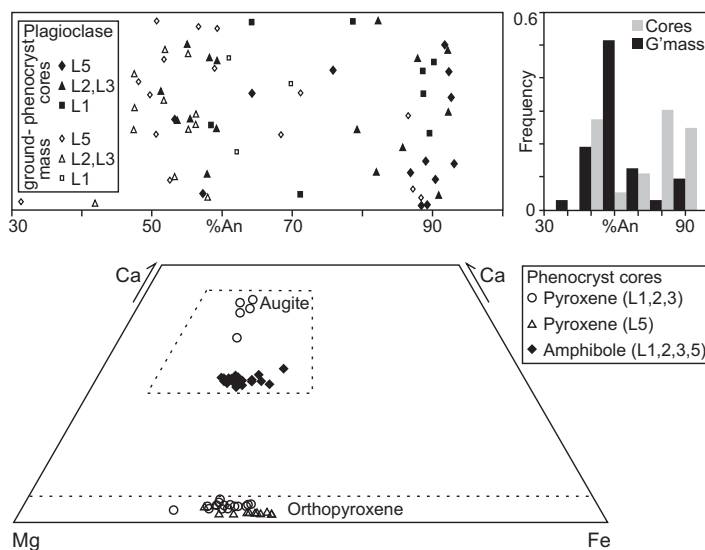 Plagioclase
phenocryst cores
L5
L2,L3
L1
ground-mass
L5
L2,L3
L1
30 50 %An 70 90
0.6
Frequency
0
Cores
G'mass
30 %An 90
Ca
Ca
Augite
Orthopyroxene
Mg
Fe
Phenocryst cores
Pyroxene (L1,2,3)
Pyroxene (L5)
Amphibole (L1,2,3,5)